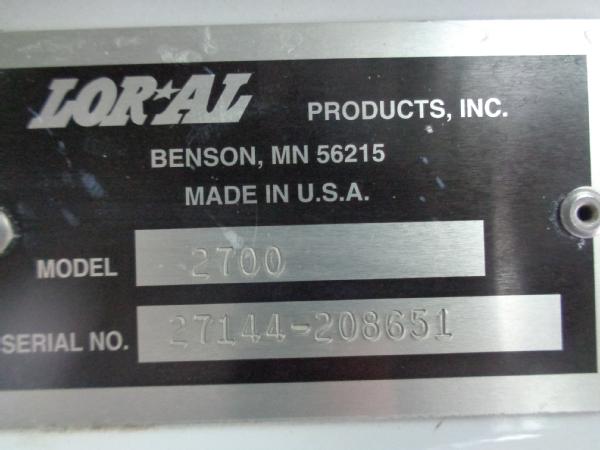 LOR★AL PRODUCTS, INC.
BENSON, MN 56215
MADE IN U.S.A.
MODEL 2700
SERIAL NO. 27144-208651